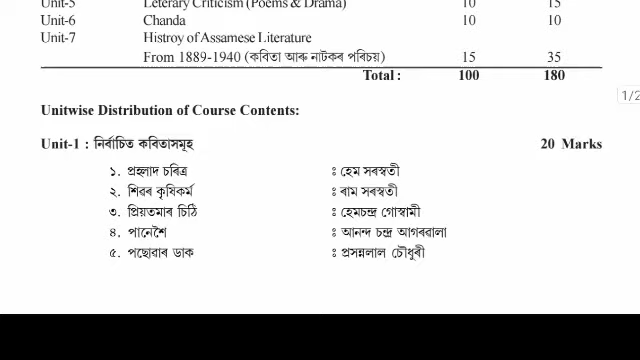 Unit-5 Leterary Criticism (Poems & Drama) 10 15
Unit-6 Chanda 10 10
Unit-7 Histroy of Assamese Literature
From 1889-1940 (কবিতা আৰু নাটকৰ পৰিচয়) 15 35
Total : 100 180
1/2
Unitwise Distribution of Course Contents:
Unit-1 : নিৰ্বাচিত কবিতাসমূহ 20 Marks
১. প্ৰহ্লাদ চৰিত্ৰ : হেম সৰস্বতী
২. শিৱৰ কৃষিকৰ্ম : ৰাম সৰস্বতী
৩. প্ৰিয়তমাৰ চিঠি : হেমচন্দ্ৰ গোস্বামী
৪. পানেশৈ : আনন্দ চন্দ্ৰ আগৰৱালা
৫. পছোৱাৰ ডাক : প্ৰসন্নলাল চৌধুৰী